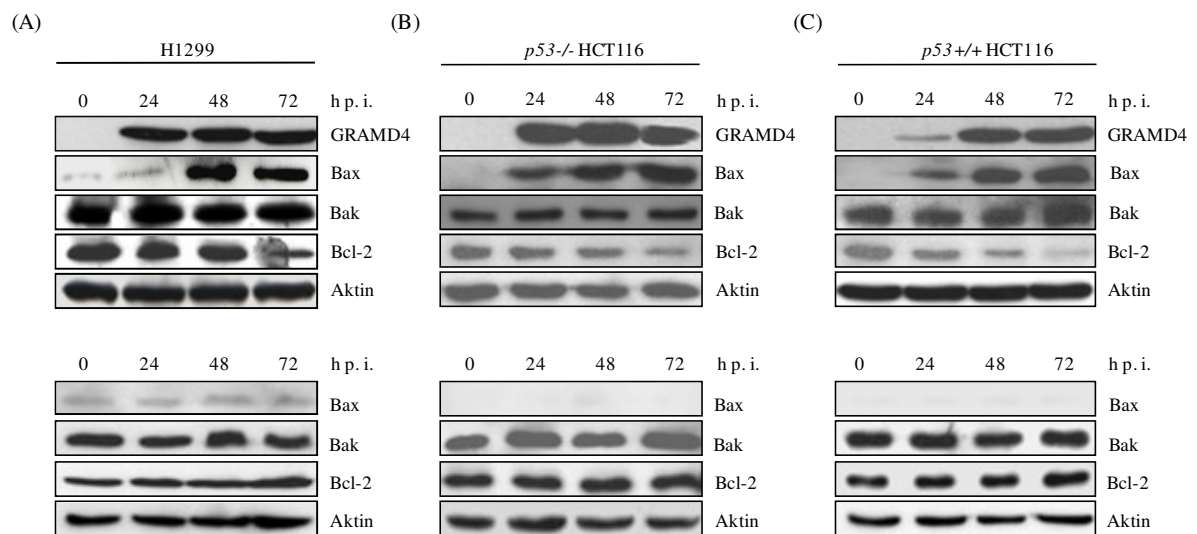 (A)
H1299
0 24 48 72 h p. i.
GRAMD4
Bax
Bak
Bcl-2
Aktin
0 24 48 72 h p. i.
Bax
Bak
Bcl-2
Aktin
(B)
p53-/- HCT116
0 24 48 72 h p. i.
GRAMD4
Bax
Bak
Bcl-2
Aktin
0 24 48 72 h p. i.
Bax
Bak
Bcl-2
Aktin
(C)
p53+/+ HCT116
0 24 48 72 h p. i.
GRAMD4
Bax
Bak
Bcl-2
Aktin
0 24 48 72 h p. i.
Bax
Bak
Bcl-2
Aktin